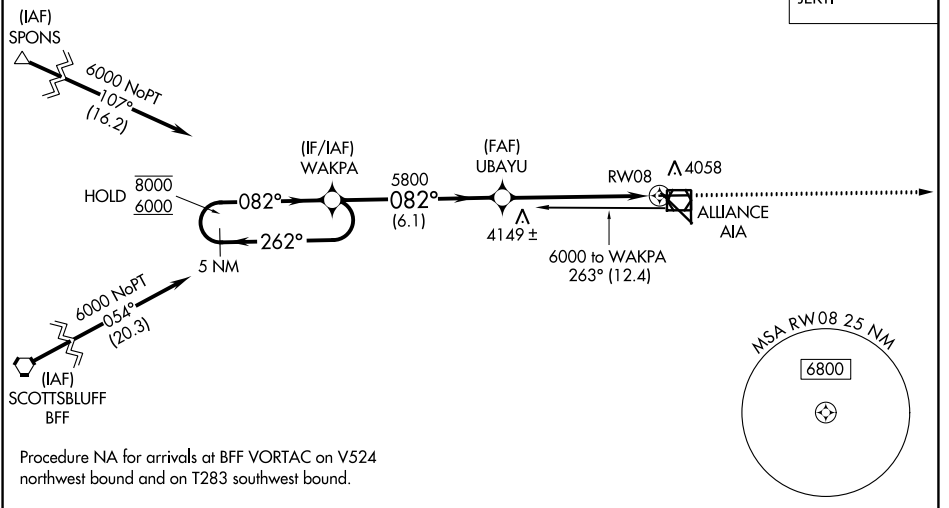 (IAF)
SPONS
6000 NoPT
107°
(16.2)
HOLD
8000
6000
082°
262°
5 NM
(IF/IAF)
WAKPA
5800
082°
(6.1)
(FAF)
UBAYU
4149 ±
RW08
4058
ALLIANCE
AIA
6000 to WAKPA
263° (12.4)
6000 NoPT
054°
(20.3)
(IAF)
SCOTTSBLUFF
BFF
MSA RW08 25 NM
6800
Procedure NA for arrivals at BFF VORTAC on V524
northwest bound and on T283 southwest bound.